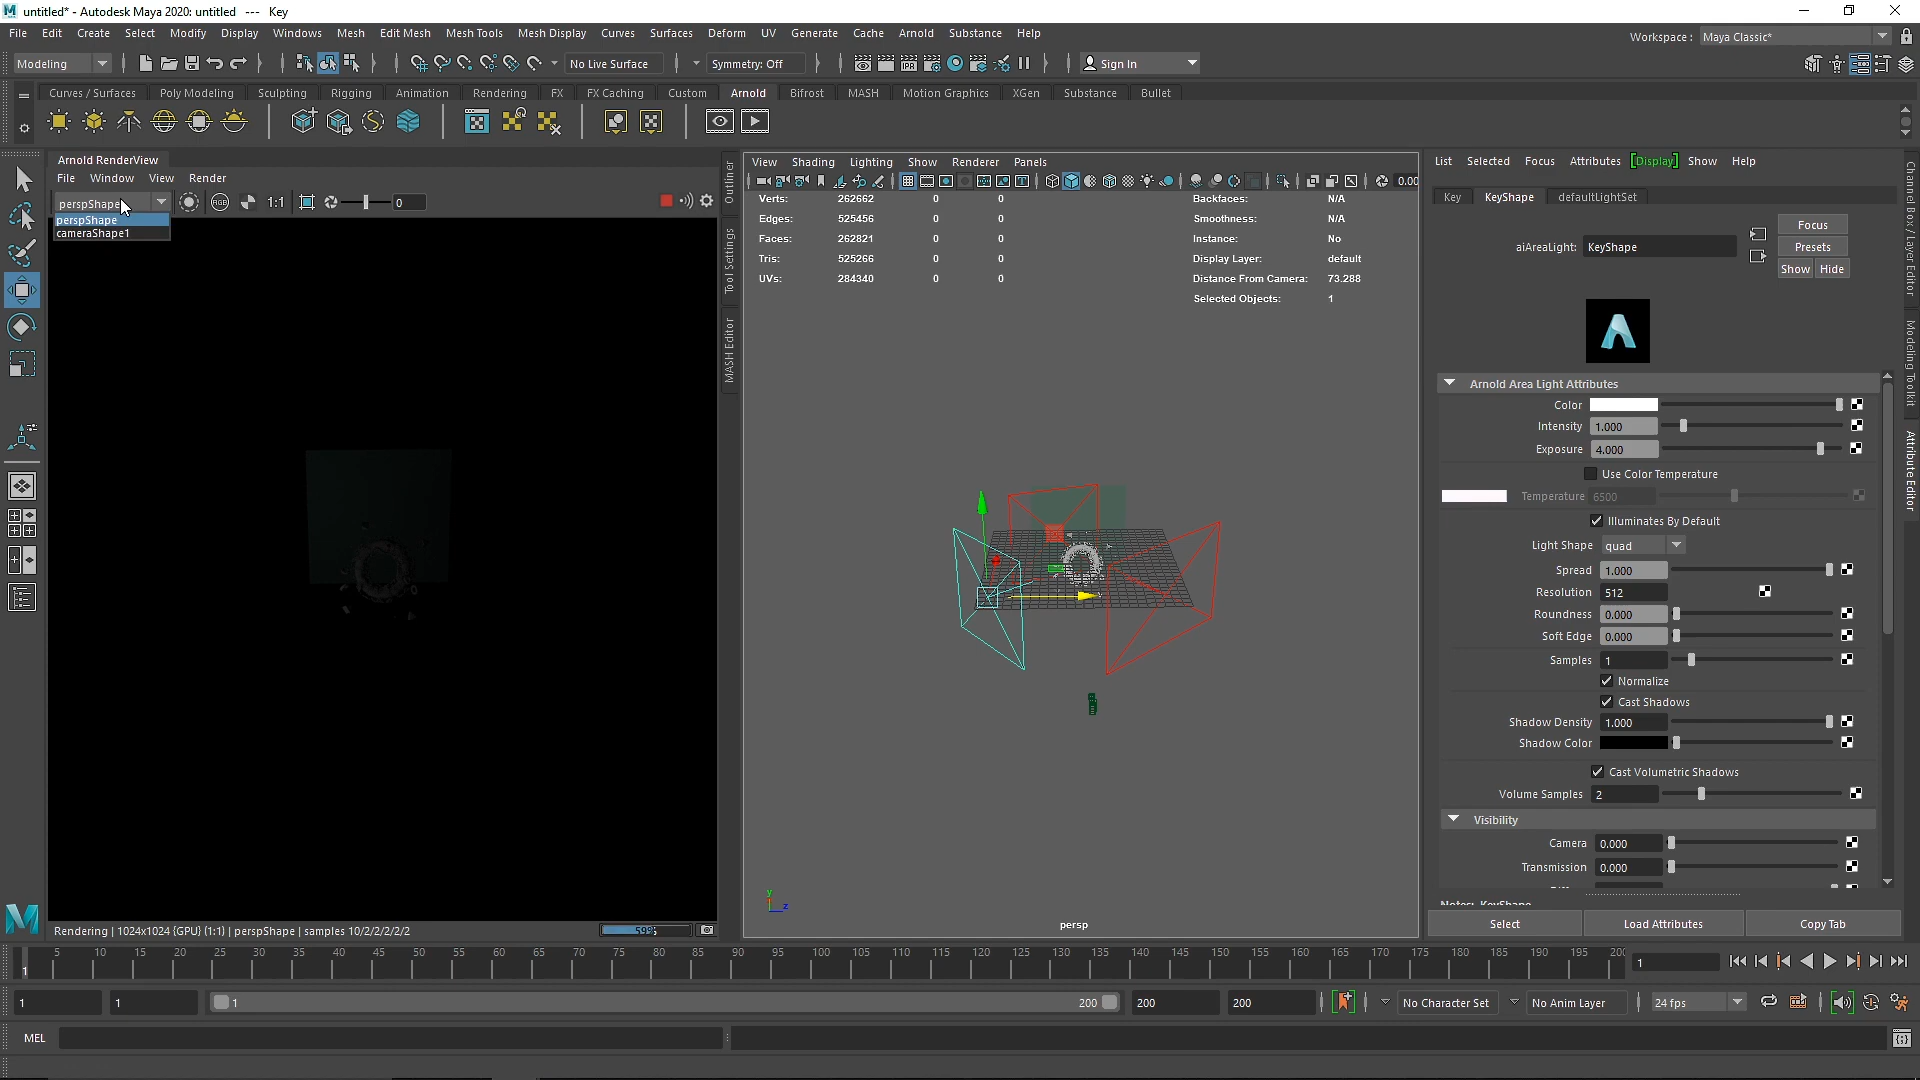 untitled* - Autodesk Maya 2020: untitled --- Key
File Edit Create Select Modify Display Windows Mesh Edit Mesh Mesh Tools Mesh Display Curves Surfaces Deform UV Generate Cache Arnold Substance Help
Workspace : Maya Classic*
Modeling
No Live Surface
Symmetry: Off
Sign In
Curves / Surfaces Poly Modeling Sculpting Rigging Animation Rendering FX FX Caching Custom Arnold Bifrost MASH Motion Graphics XGen Substance Bullet
Arnold RenderView
File Window View Render
perspShape
1:1
0
perspShape
cameraShape1
Rendering | 1024x1024 (GPU) (1:1) | perspShape | samples 10/2/2/2/2/2
59%
Outliner
Tool Settings
MASH Editor
View Shading Lighting Show Renderer Panels
0.00
Verts: 262662 0 0
Edges: 525456 0 0
Faces: 262821 0 0
Tris: 525266 0 0
UVs: 284340 0 0
Backfaces: N/A
Smoothness: N/A
Instance: No
Display Layer: default
Distance From Camera: 73.288
Selected Objects: 1
y
z
persp
List Selected Focus Attributes Display Show Help
Key KeyShape defaultLightSet
aiAreaLight: KeyShape
Focus
Presets
Show Hide
Arnold Area Light Attributes
Color
Intensity 1.000
Exposure 4.000
Use Color Temperature
Temperature 6500
Illuminates By Default
Light Shape quad
Spread 1.000
Resolution 512
Roundness 0.000
Soft Edge 0.000
Samples 1
Normalize
Cast Shadows
Shadow Density 1.000
Shadow Color
Cast Volumetric Shadows
Volume Samples 2
Visibility
Camera 0.000
Transmission 0.000
Notes: KeyShape
Select Load Attributes Copy Tab
Channel Box / Layer Editor
Modeling Toolkit
Attribute Editor
1 5 10 15 20 25 30 35 40 45 50 55 60 65 70 75 80 85 90 95 100 105 110 115 120 125 130 135 140 145 150 155 160 165 170 175 180 185 190 195 200
1
1 1 1 200 200 200
No Character Set
No Anim Layer
24 fps
MEL